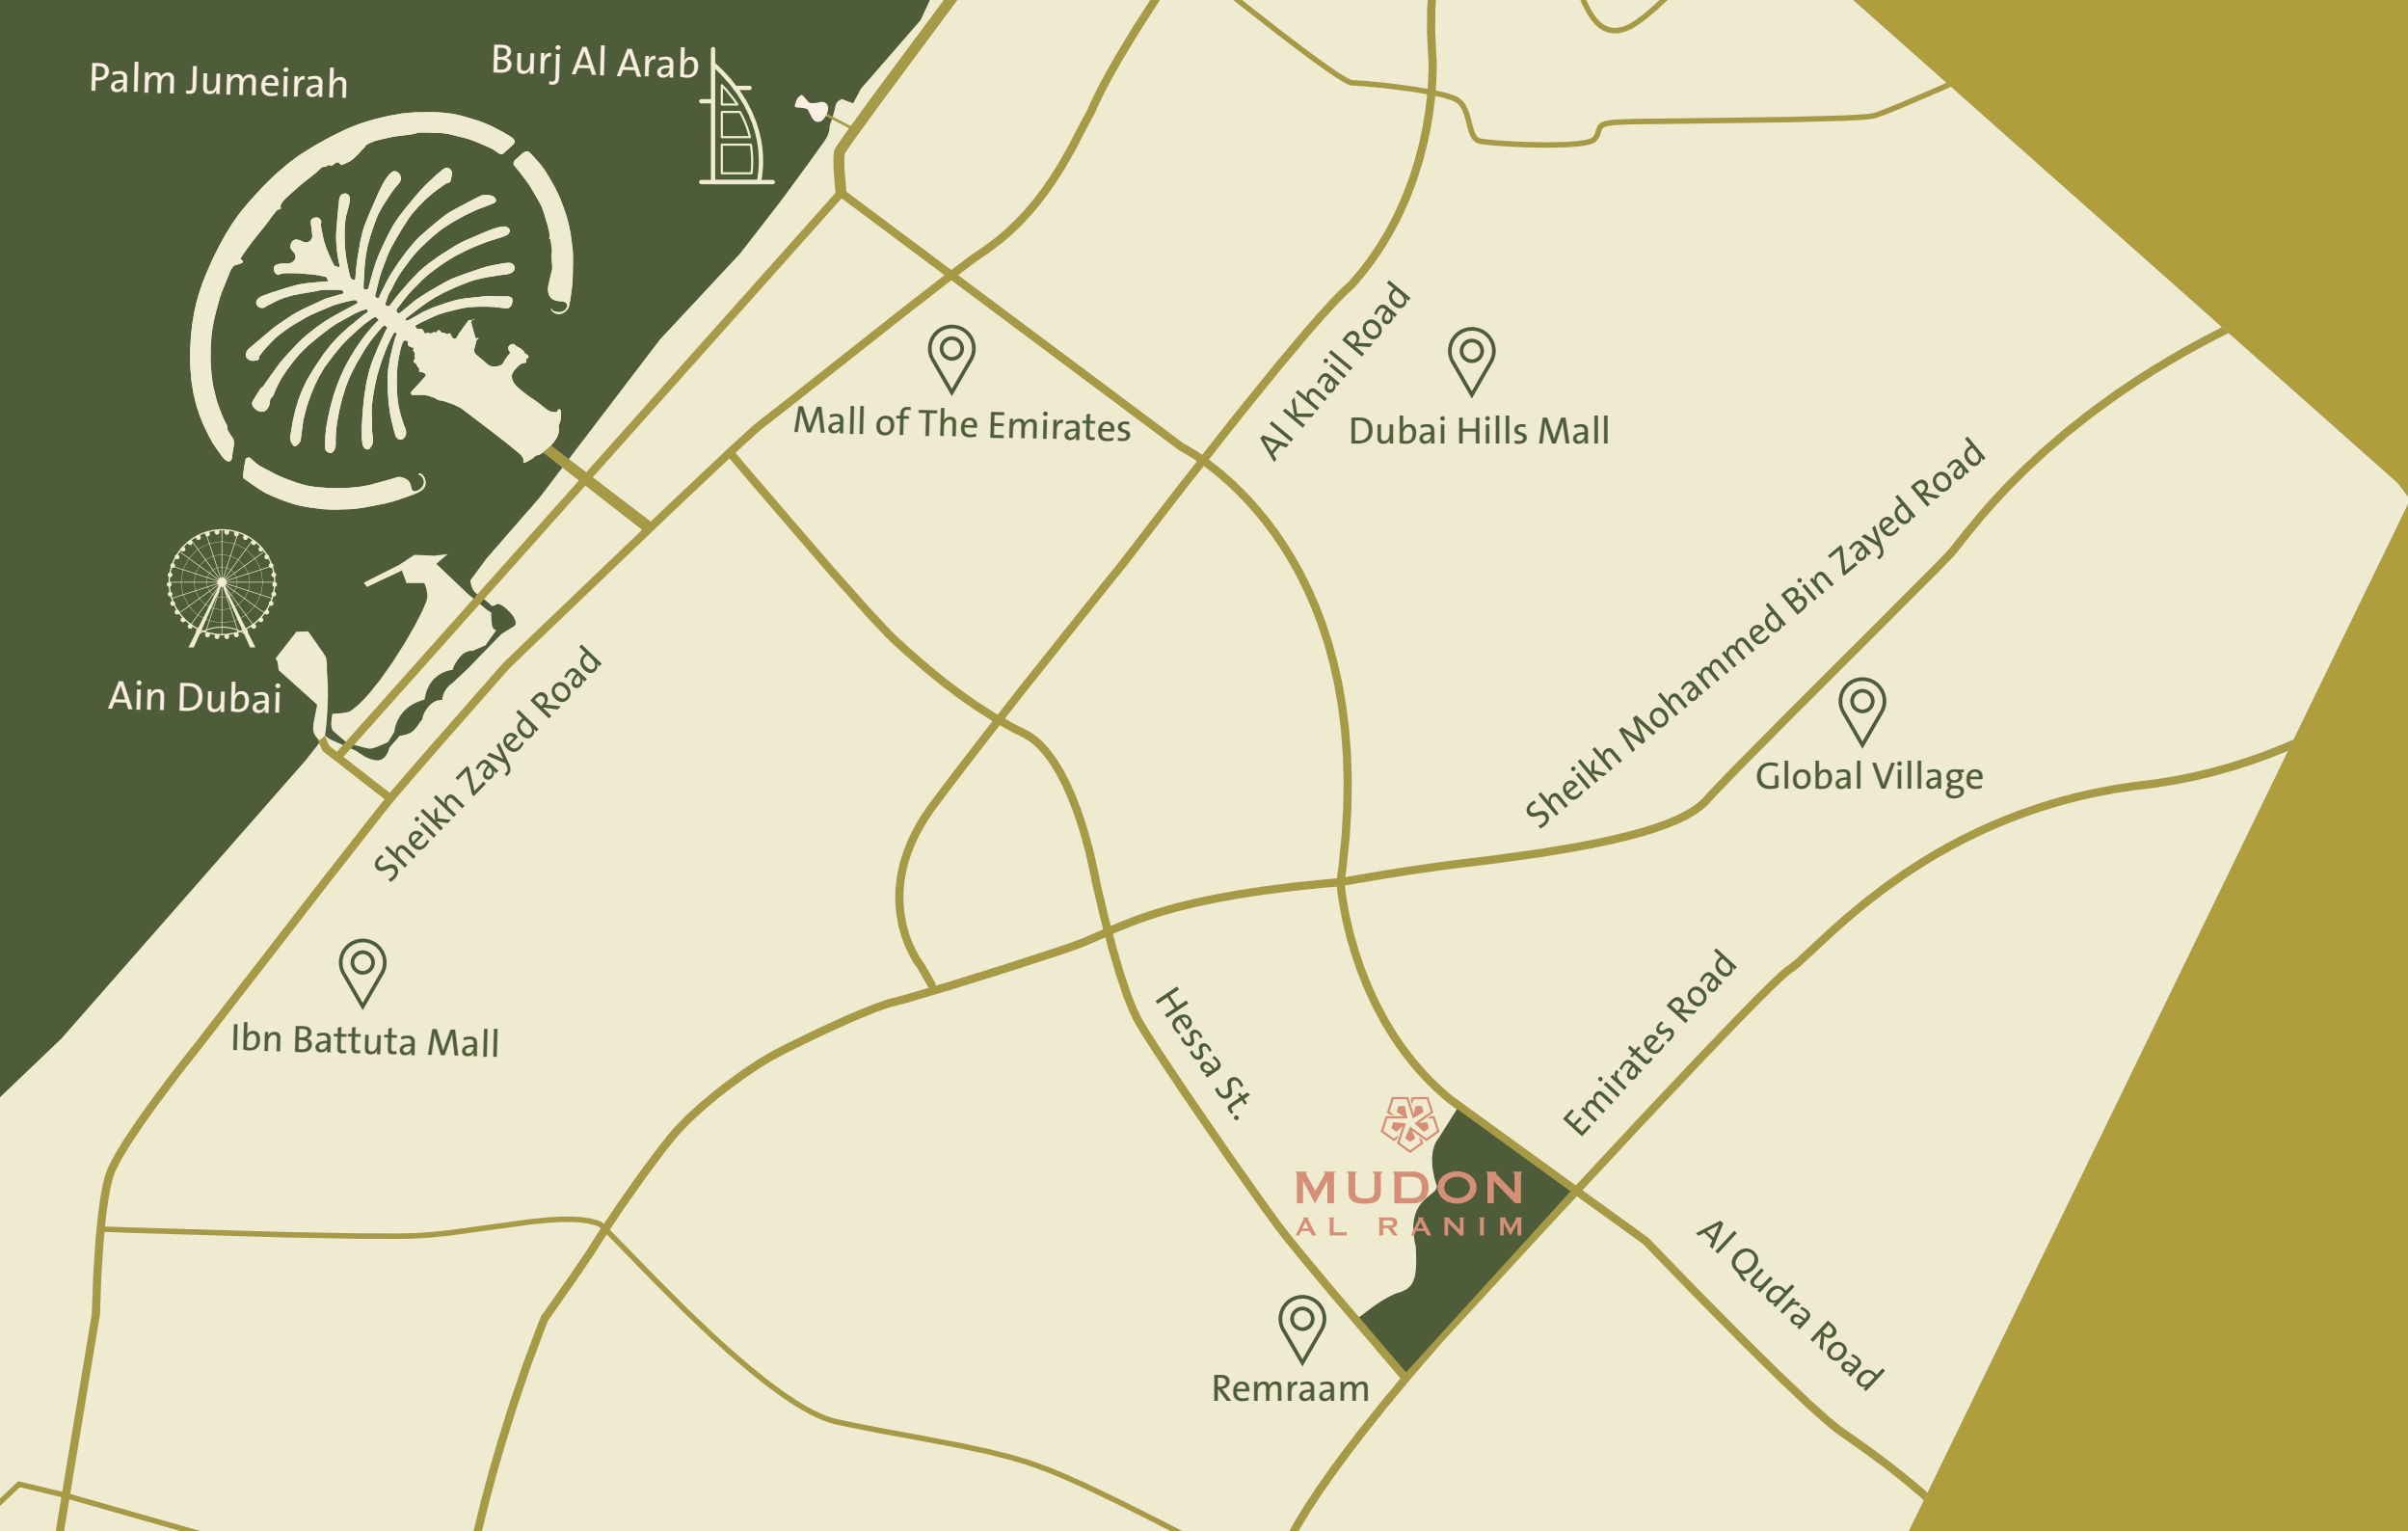 Palm Jumeirah
Burj Al Arab
Mall of The Emirates
Al Khail Road
Dubai Hills Mall
Sheikh Mohammed Bin Zayed Road
Ain Dubai
Sheikh Zayed Road
Global Village
Ibn Battuta Mall
Hessa St.
Emirates Road
MUDON
AL RANIM
Al Qudra Road
Remraam